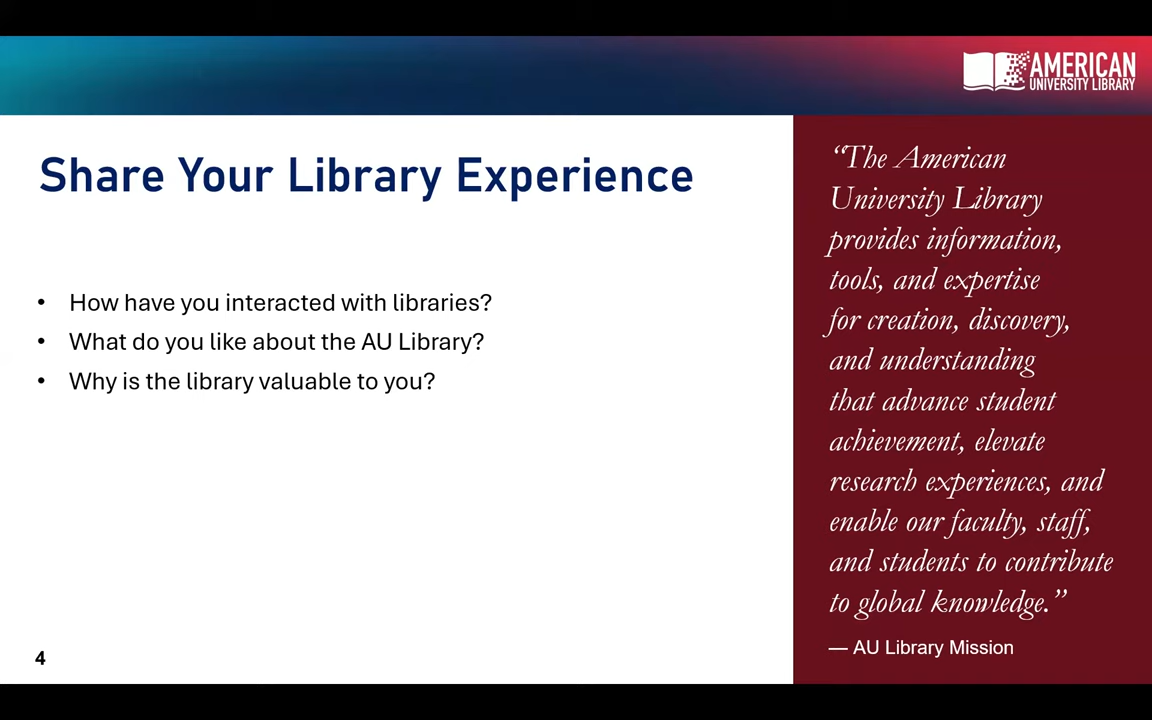 AMERICAN
UNIVERSITY LIBRARY
Share Your Library Experience
• How have you interacted with libraries?
• What do you like about the AU Library?
• Why is the library valuable to you?
“The American
University Library
provides information,
tools, and expertise
for creation, discovery,
and understanding
that advance student
achievement, elevate
research experiences, and
enable our faculty, staff,
and students to contribute
to global knowledge.”
— AU Library Mission
4